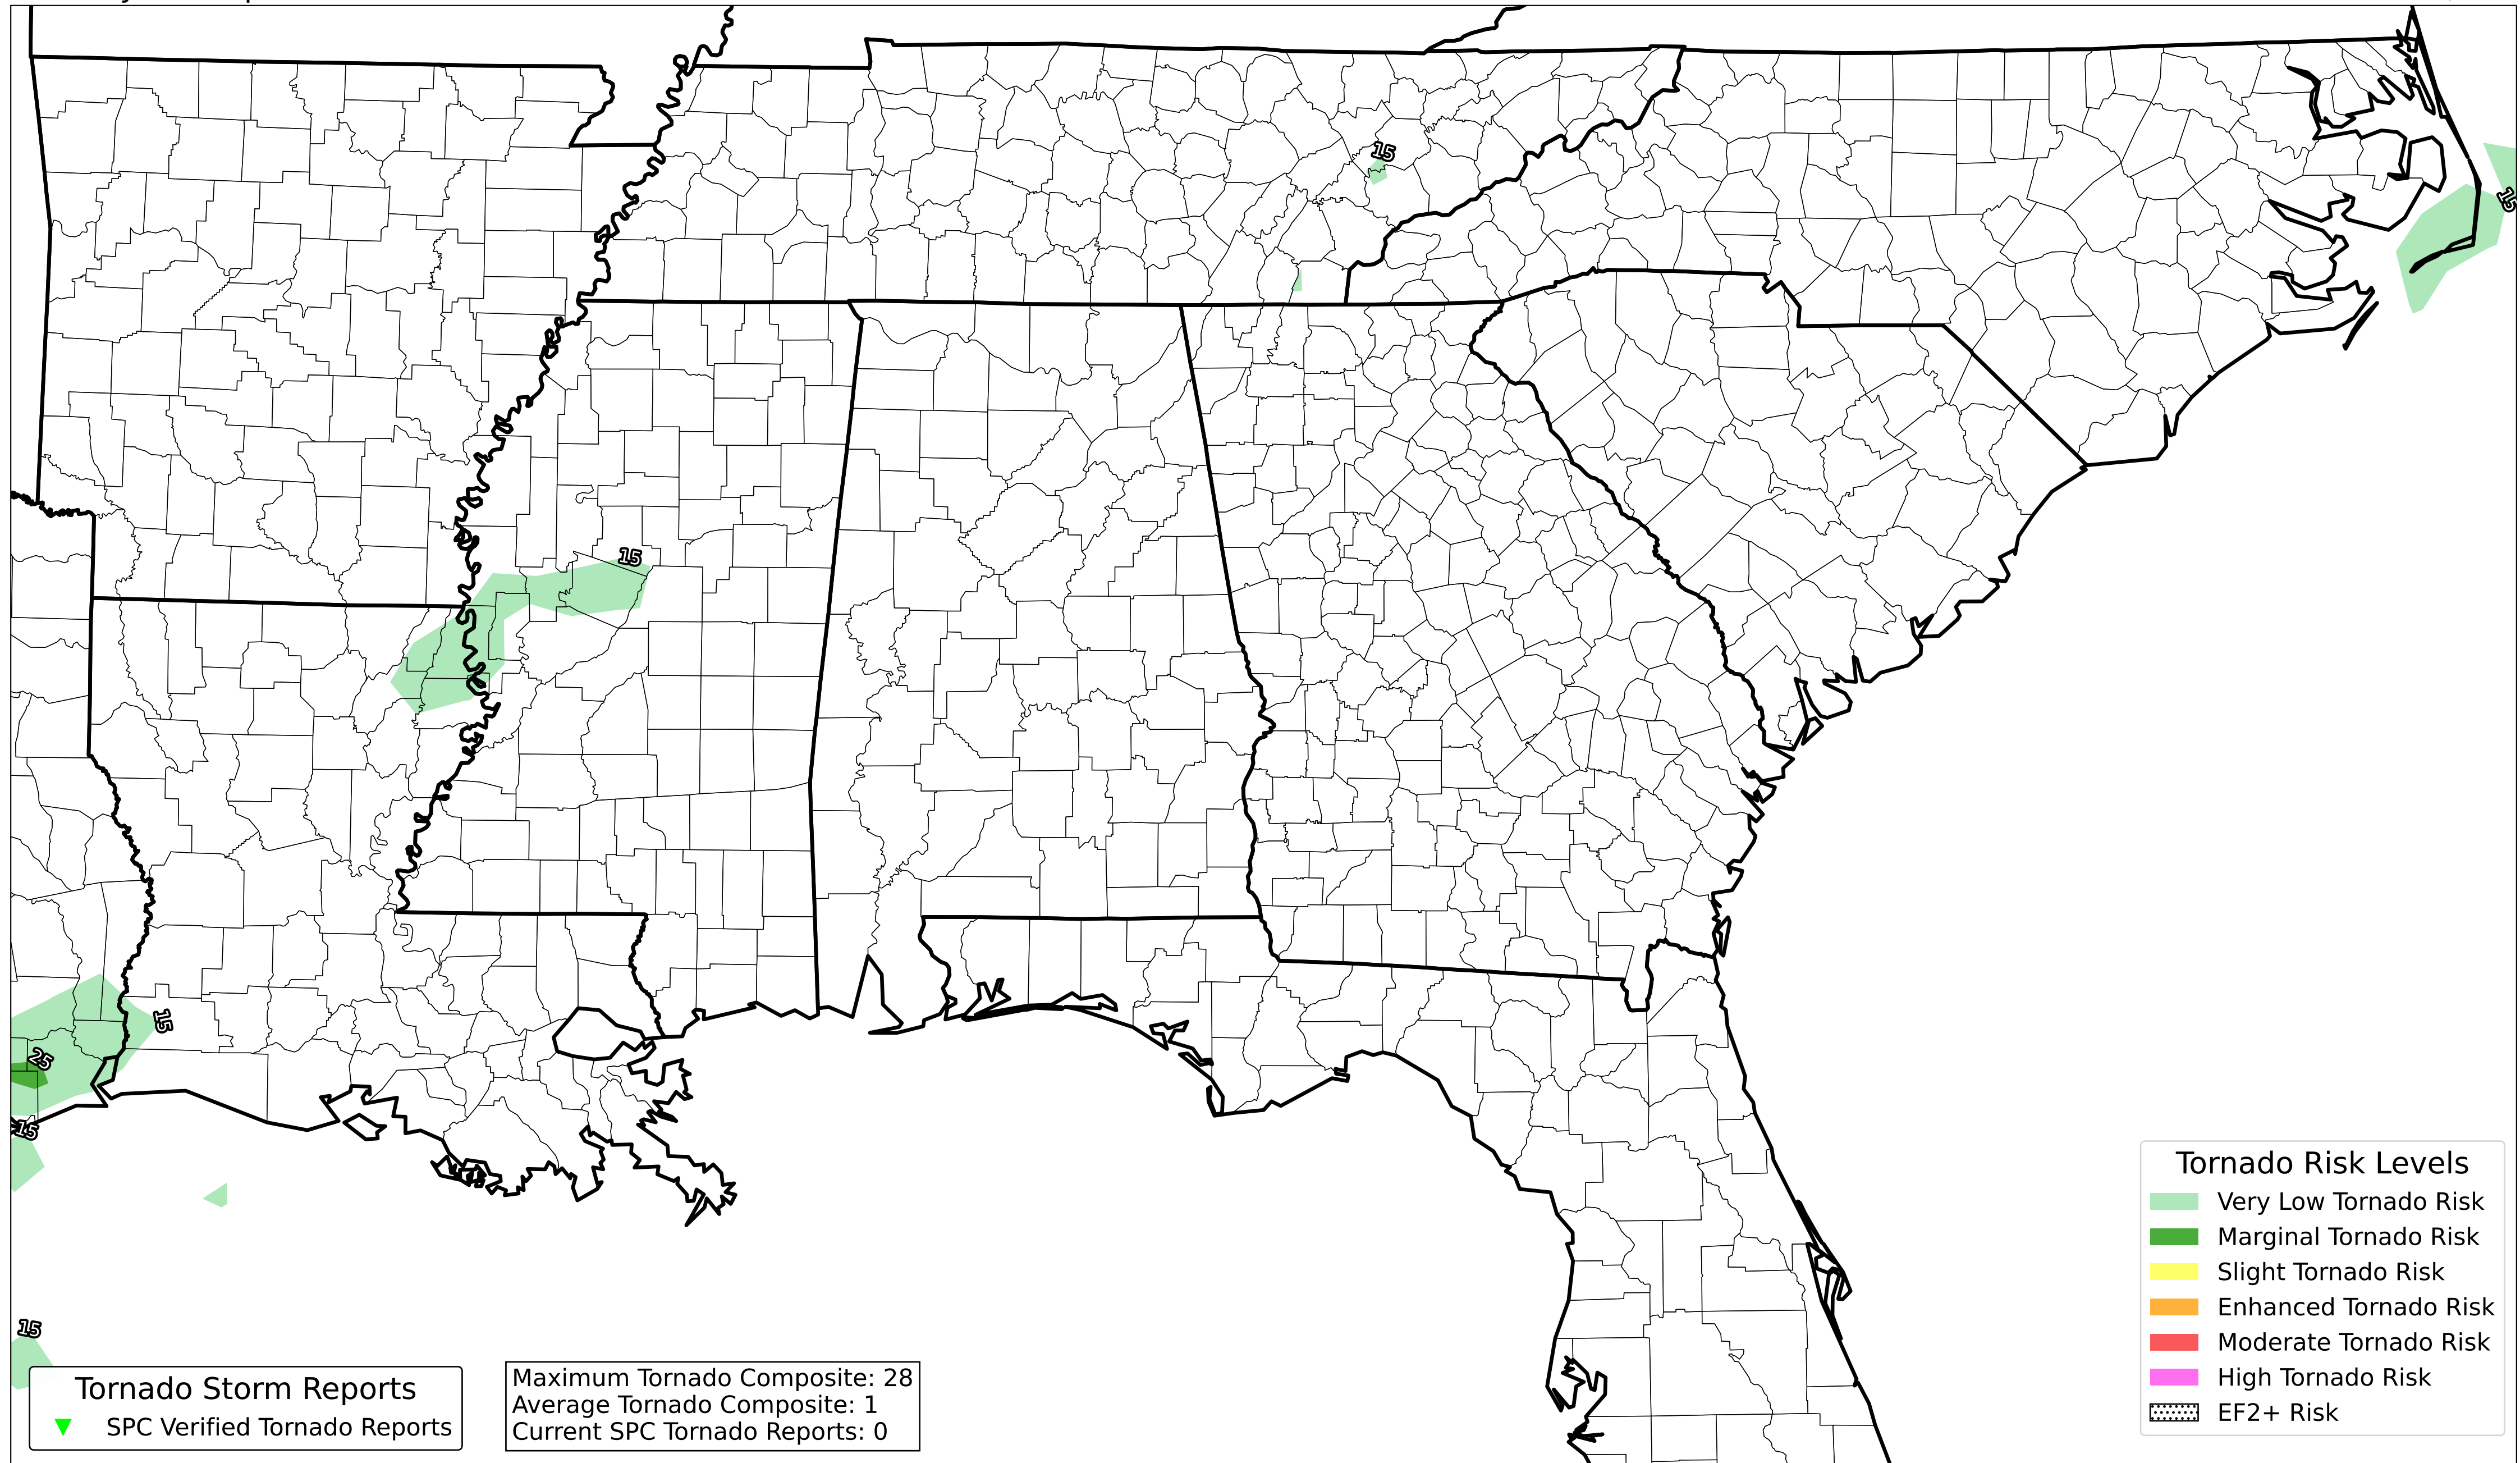 15
15
15
15
25
15
15
Tornado Risk Levels
Very Low Tornado Risk
Marginal Tornado Risk
Slight Tornado Risk
Enhanced Tornado Risk
Moderate Tornado Risk
High Tornado Risk
EF2+ Risk
Tornado Storm Reports
SPC Verified Tornado Reports
Maximum Tornado Composite: 28
Average Tornado Composite: 1
Current SPC Tornado Reports: 0